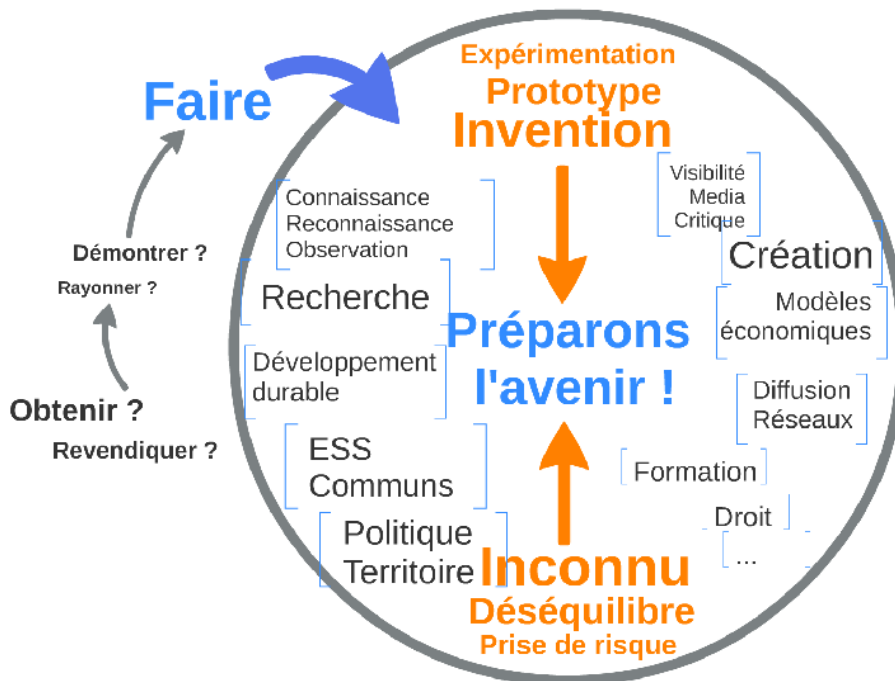 Faire
Démontrer ?
Rayonner ?
Obtenir ?
Revendiquer ?
Expérimentation
Prototype
Invention
Connaissance
Reconnaissance
Observation
Recherche
Développement
durable
ESS
Communs
Politique
Territoire
Préparons
l'avenir !
Visibilité
Media
Critique
Création
Modèles
économiques
Diffusion
Réseaux
Formation
Droit
...
Inconnu
Déséquilibre
Prise de risque